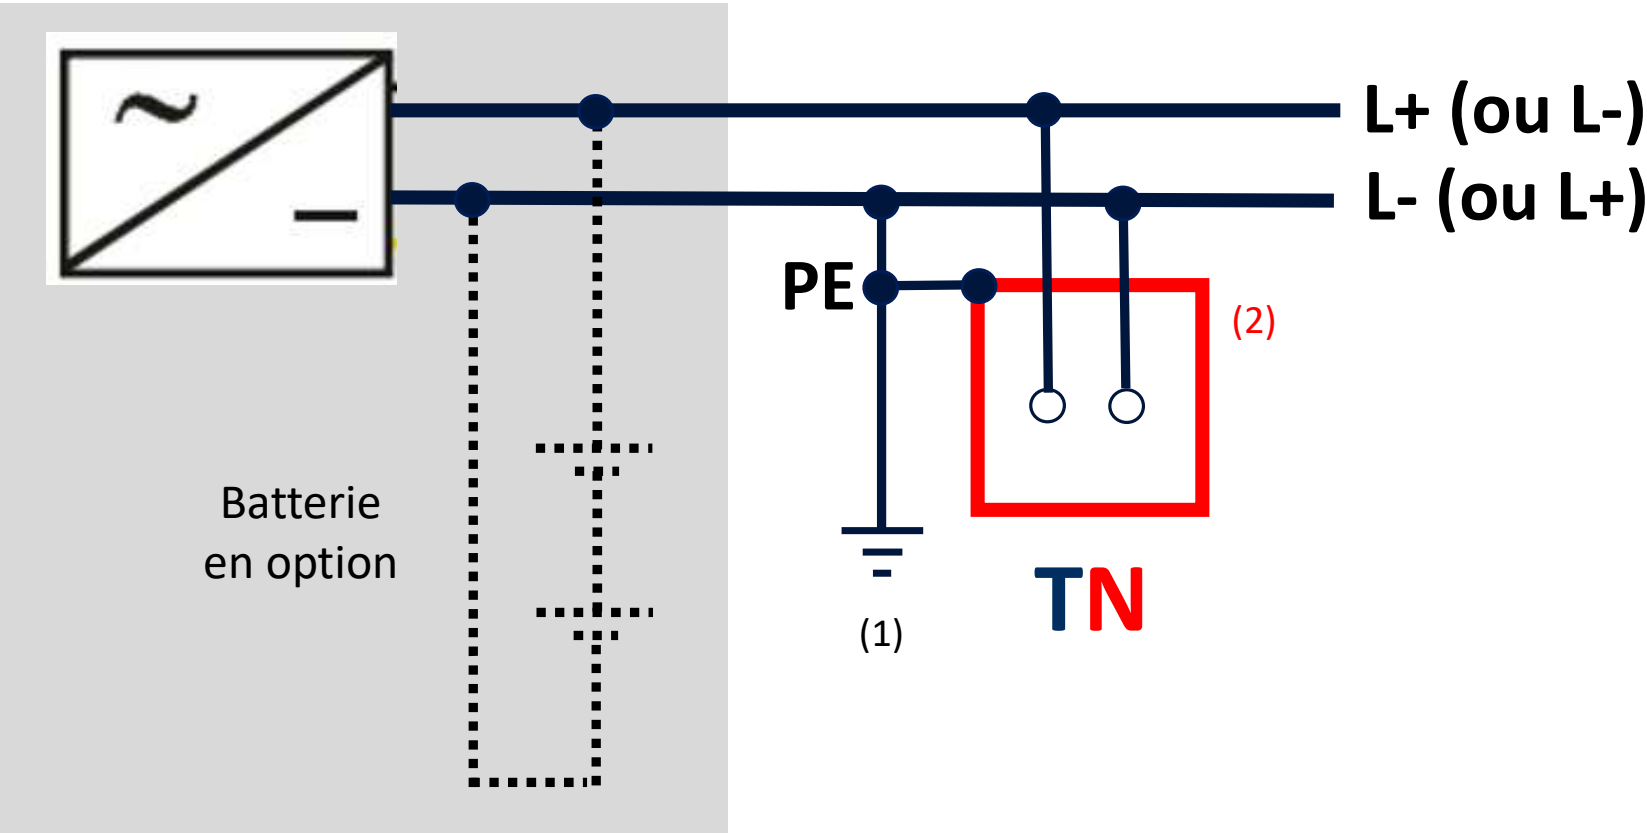 L+ (ou L-)
L- (ou L+)
PE
(2)
Batterie
en option
TN
(1)